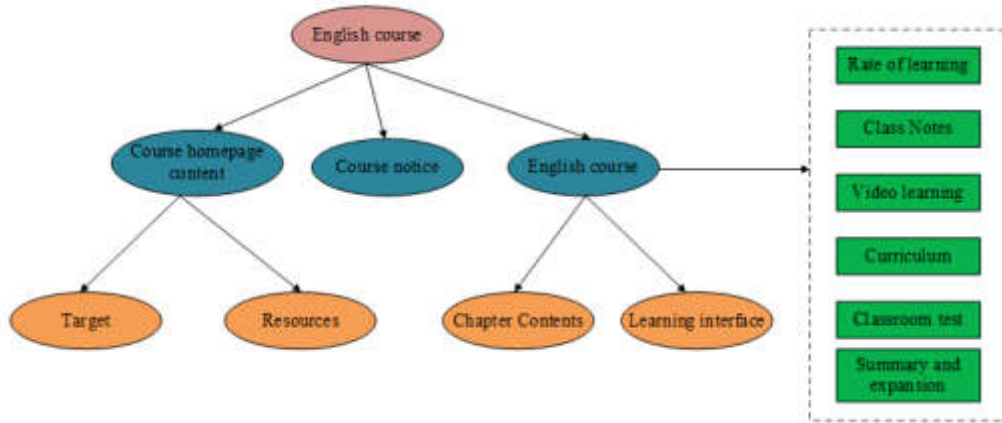 English course
Course homepage
content
Course notice
English course
Target
Resources
Chapter Contents
Learning interface
Rate of learning
Class Notes
Video learning
Curriculum
Classroom test
Summary and
expansion